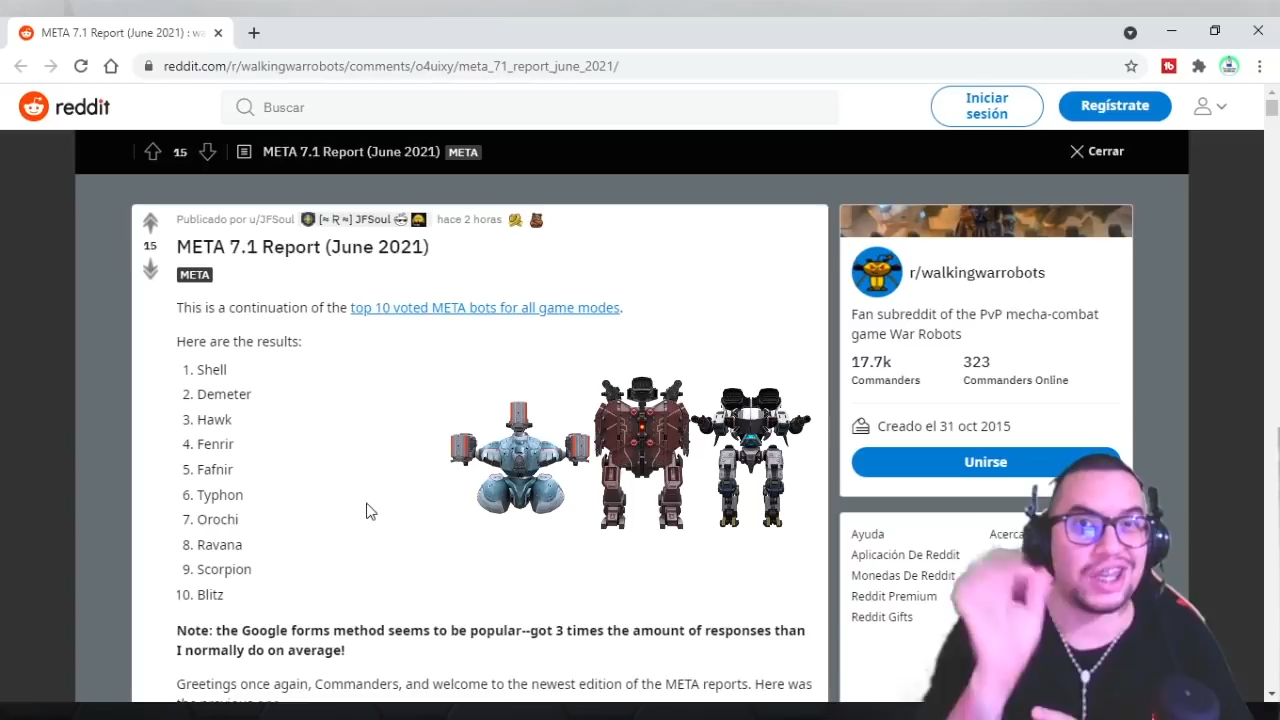 META 7.1 Report (June 2021) : wa
reddit.com/r/walkingwarrobots/comments/o4uixy/meta_71_report_june_2021/
reddit
Buscar
Iniciar
sesión
Regístrate
15
META 7.1 Report (June 2021) META
Cerrar
Publicado por u/JFSoul [≈ R ≈] JFSoul hace 2 horas
15
META 7.1 Report (June 2021)
META
This is a continuation of the top 10 voted META bots for all game modes.
Here are the results:
1. Shell
2. Demeter
3. Hawk
4. Fenrir
5. Fafnir
6. Typhon
7. Orochi
8. Ravana
9. Scorpion
10. Blitz
Note: the Google forms method seems to be popular--got 3 times the amount of responses than
I normally do on average!
Greetings once again, Commanders, and welcome to the newest edition of the META reports. Here was
the previous one
r/walkingwarrobots
Fan subreddit of the PvP mecha-combat
game War Robots
17.7k 323
Commanders Commanders Online
Creado el 31 oct 2015
Unirse
Ayuda Acerca
Aplicación De Reddit
Monedas De Reddit
Reddit Premium
Reddit Gifts